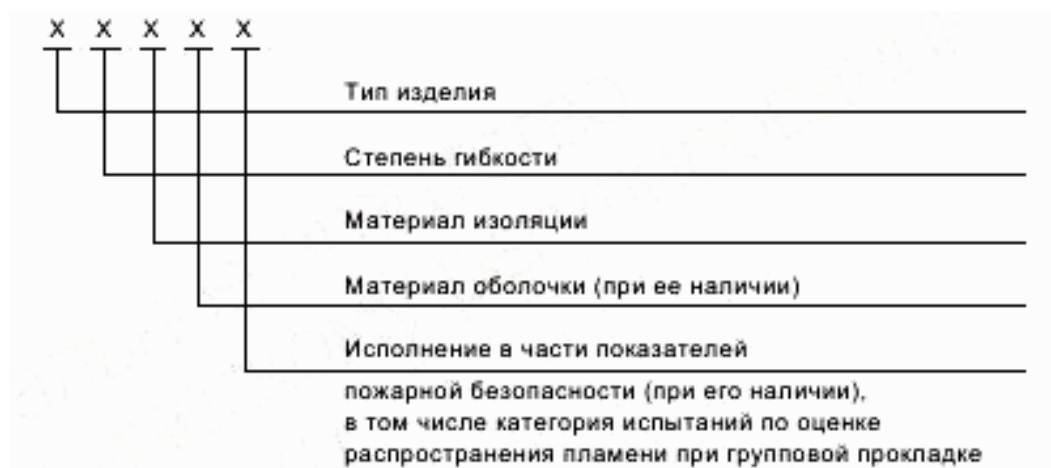 X X X X X
Тип изделия
Степень гибкости
Материал изоляции
Материал оболочки (при ее наличии)
Исполнение в части показателей
пожарной безопасности (при его наличии),
в том числе категория испытаний по оценке
распространения пламени при групповой прокладке